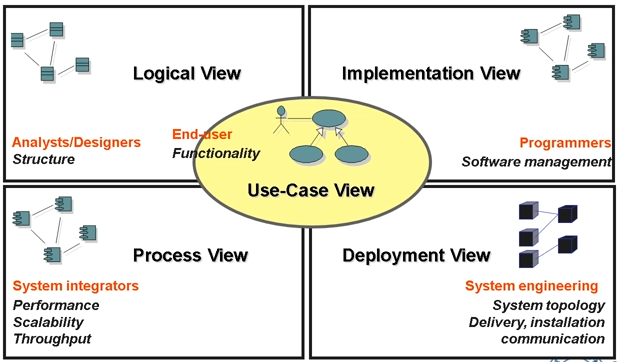 Logical View
Analysts/Designers
Structure
Implementation View
Programmers
Software management
End-user
Functionality
Use-Case View
Process View
System integrators
Performance
Scalability
Throughput
Deployment View
System engineering
System topology
Delivery, installation
communication